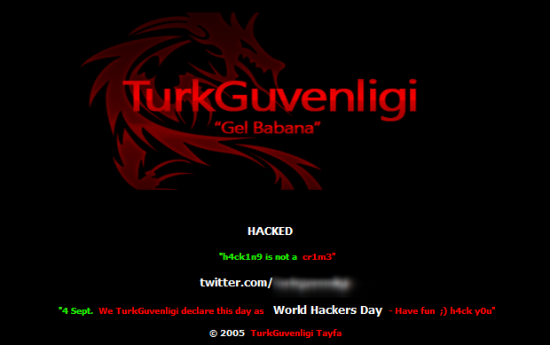 TurkGuvenligi
“Gel Babana”
HACKED
"h4ck1n9 is not a cr1m3"
twitter.com/
"4 Sept. We TurkGuvenligi declare this day as World Hackers Day - Have fun ;) h4ck y0u"
© 2005 TurkGuvenligi Tayfa